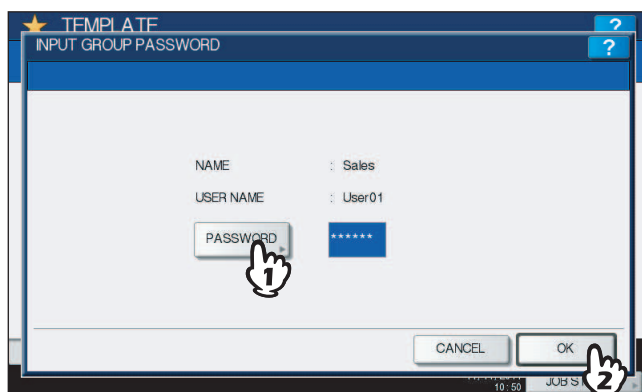 TEMPLATE ?
INPUT GROUP PASSWORD ?
NAME : Sales
USER NAME : User01
PASSWORD ******
1
CANCEL OK
2
10:50 JOB